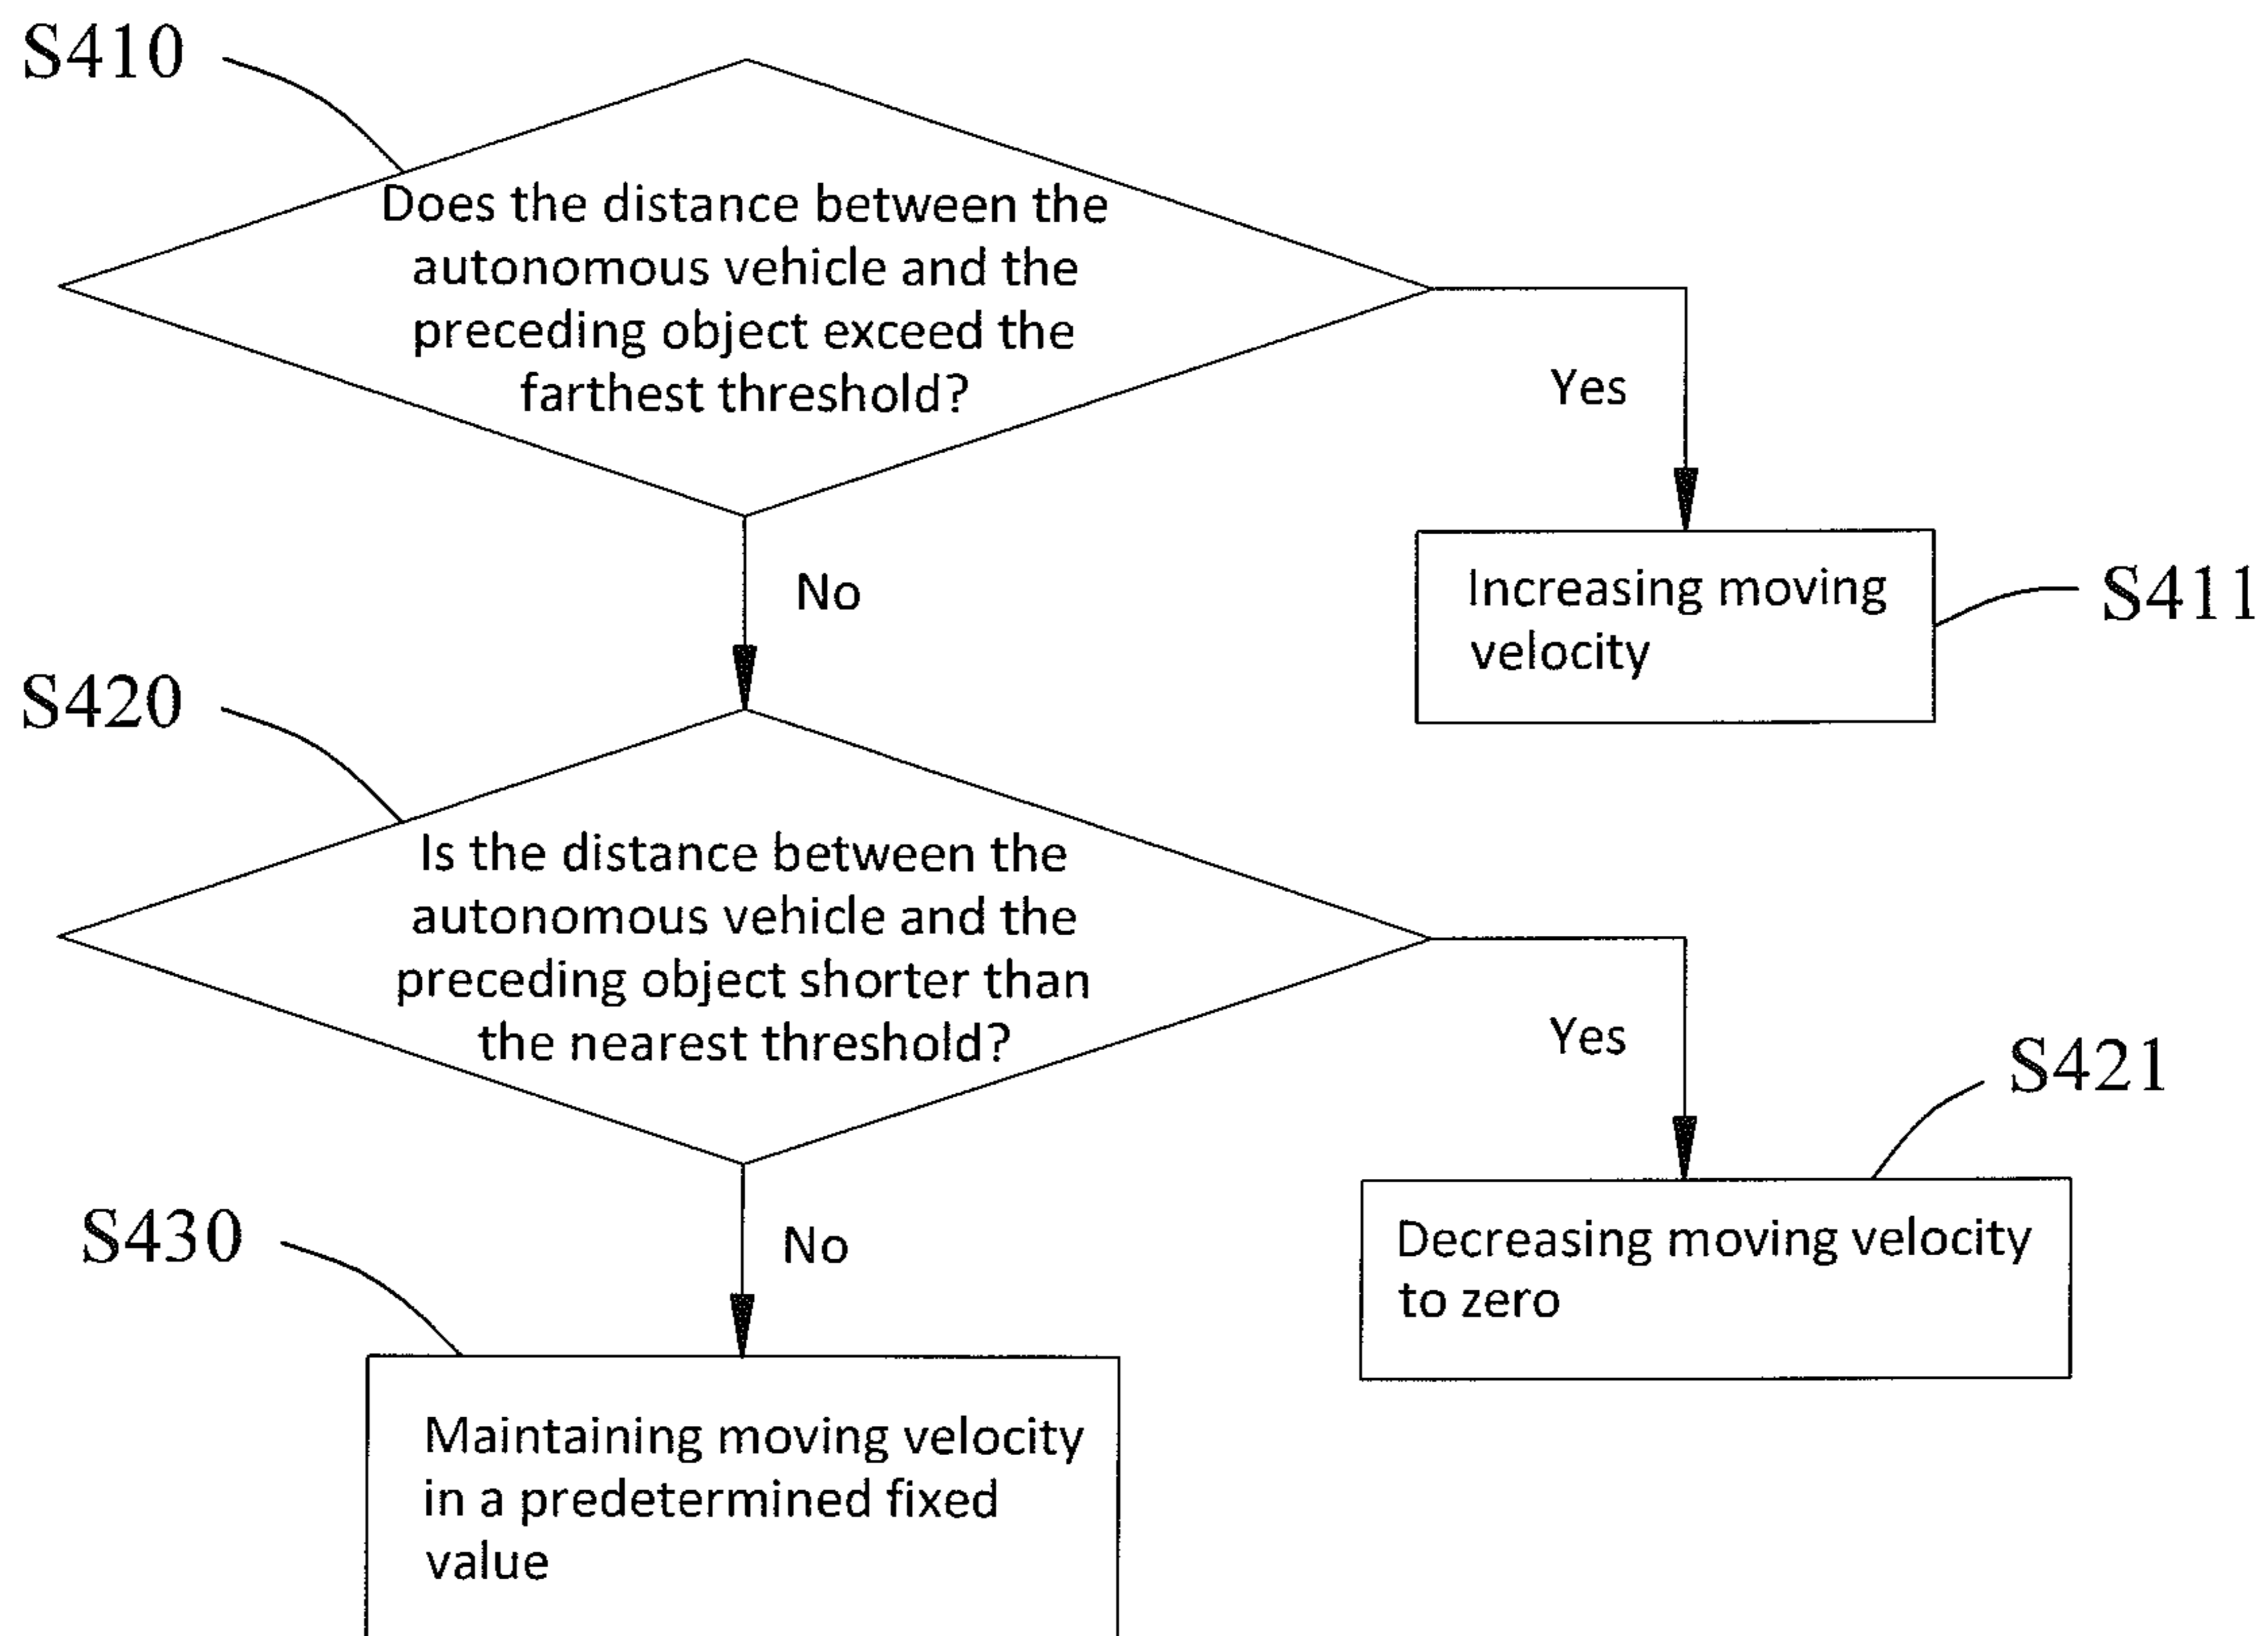 S410
Does the distance between the
autonomous vehicle and the
preceding object exceed the
farthest threshold?
Yes
Increasing moving
velocity
S411
No
S420
Is the distance between the
autonomous vehicle and the
preceding object shorter than
the nearest threshold?
Yes
S421
Decreasing moving velocity
to zero
No
S430
Maintaining moving velocity
in a predetermined fixed
value